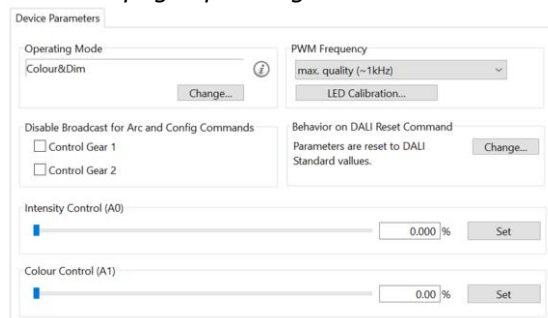 Device Parameters
Operating Mode
Colour&Dim
Change...
PWM Frequency
max. quality (~1kHz)
LED Calibration...
Disable Broadcast for Arc and Config Commands
Control Gear 1
Control Gear 2
Behavior on DALI Reset Command
Parameters are reset to DALI
Standard vallues.
Change...
Intensity Control (A0)
0.000 %
Set
Colour Control (A1)
0.00 %
Set